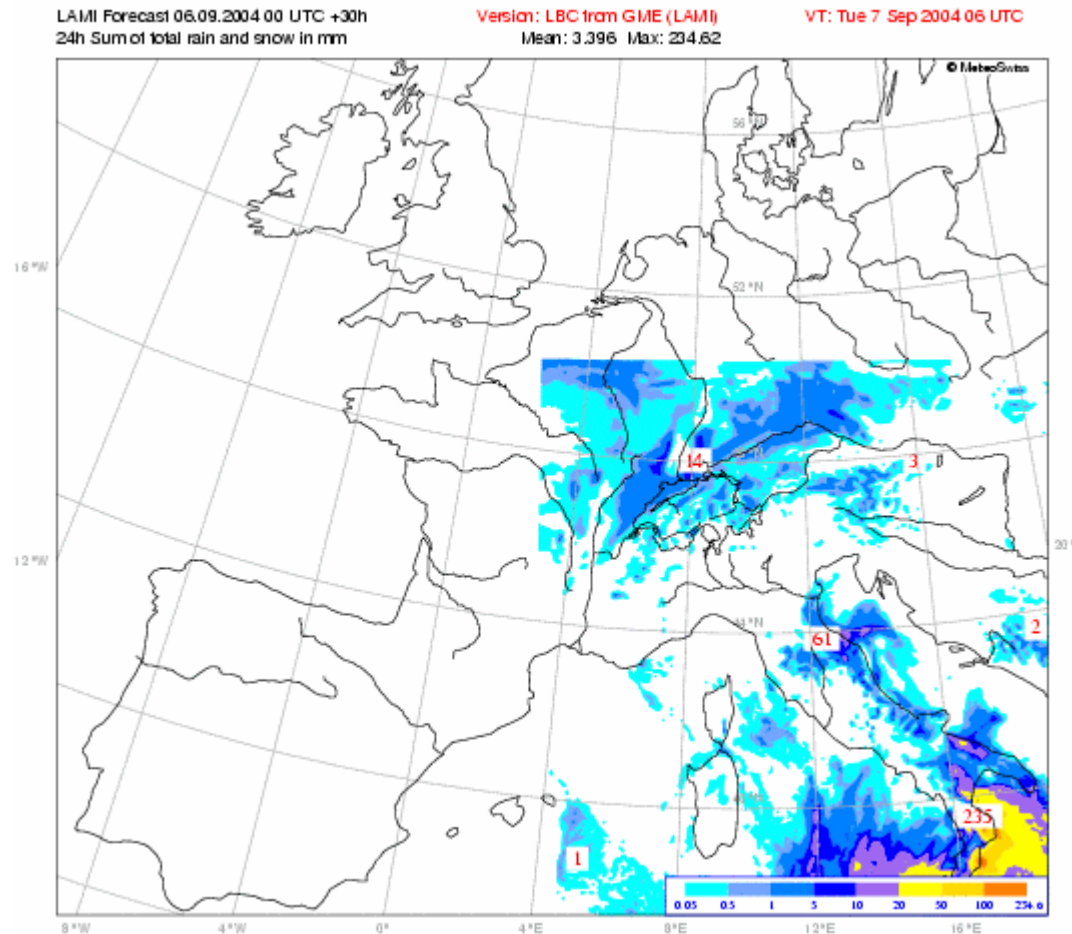 LAMI Forecast 06.09.2004 00 UTC +30h Version: LBC from GME (LAMI) VT: Tue 7 Sep 2004 06 UTC
24h Sum of total rain and snow in mm Mean: 3.396 Max: 234.62
© MeteoSwiss
56°N
16°W
52°N
14
3
12°W
20°
44°N
2
61
235
1
0.05 0.5 1 5 10 20 50 100 234.6
8°W 4°W 0° 4°E 8°E 12°E 16°E